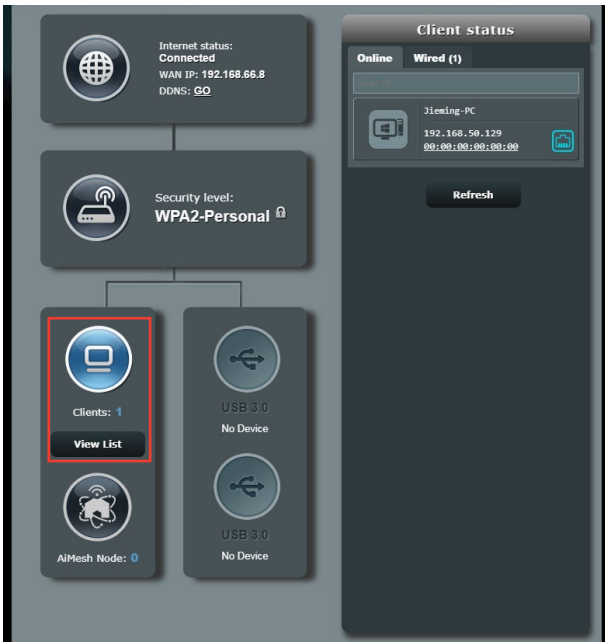 Internet status:
Connected
WAN IP: 192.168.66.8
DDNS: GO
Security level:
WPA2-Personal
Clients: 1
View List
AiMesh Node: 0
USB 3.0
No Device
USB 3.0
No Device
Client status
Online Wired (1)
Search
Jieming-PC
192.168.50.129
00:00:00:00:00:00
Refresh